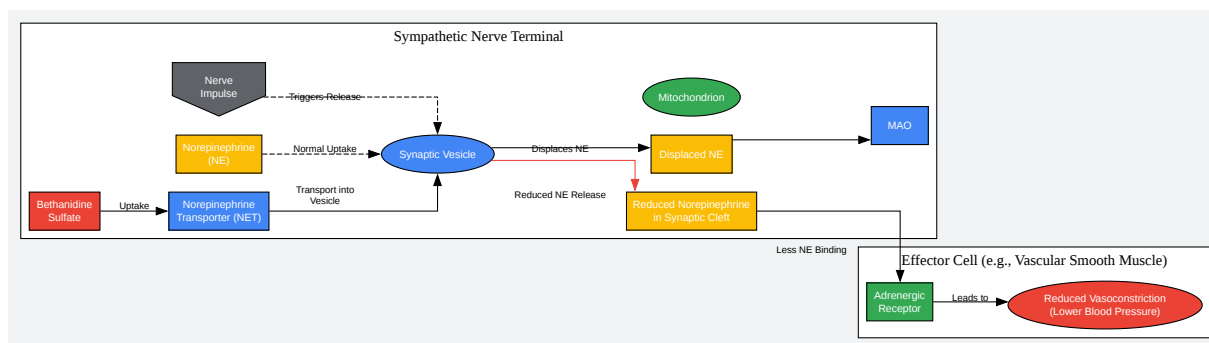 Sympathetic Nerve Terminal
Nerve
Impulse
Triggers Release
Mitochondrion
MAO
Norepinephrine
(NE)
Normal Uptake
Synaptic Vesicle
Displaces NE
Displaced NE
Bethanidine
Sulfate
Uptake
Norepinephrine
Transporter (NET)
Transport into
Vesicle
Reduced NE Release
Reduced Norepinephrine
in Synaptic Cleft
Less NE Binding
Effector Cell (e.g., Vascular Smooth Muscle)
Adrenergic
Receptor
Leads to
Reduced Vasoconstriction
(Lower Blood Pressure)